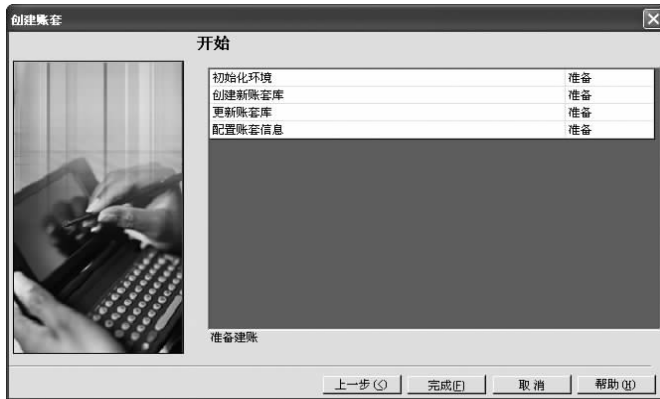 创建账套
开始
初始化环境 准备
创建新账套库 准备
更新账套库 准备
配置账套信息 准备
准备建账
上一步(<) 完成(F) 取消 帮助(H)